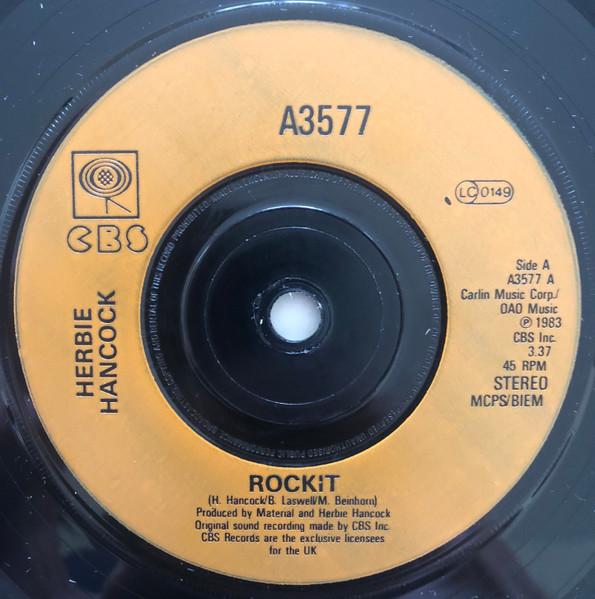 A3577
LC 0149
CBS
HERBIE
HANCOCK
Side A
A3577 A
Carlin Music Corp./
OAO Music
℗ 1983
CBS Inc.
3.37
45 RPM
STEREO
MCPS/BIEM
ROCKiT
(H. Hancock/B. Laswell/M. Beinhorn)
Produced by Material and Herbie Hancock
Original sound recording made by CBS Inc.
CBS Records are the exclusive licensees
for the UK